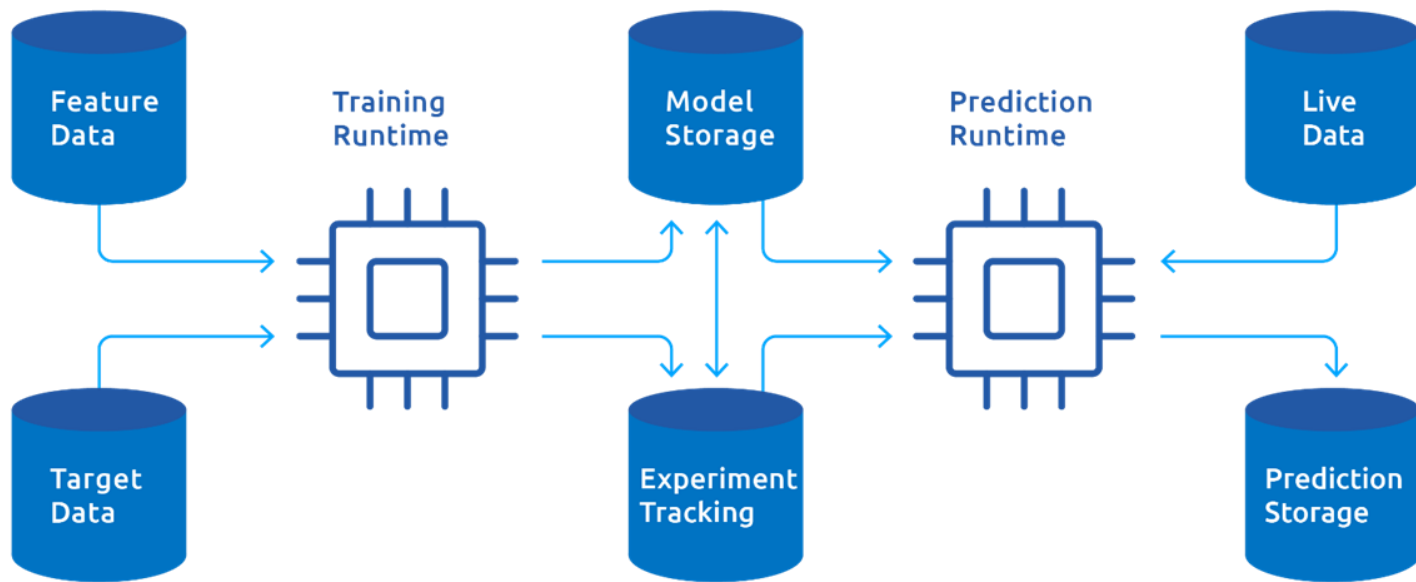 Feature
Data
Training
Runtime
Model
Storage
Prediction
Runtime
Live
Data
Target
Data
Experiment
Tracking
Prediction
Storage